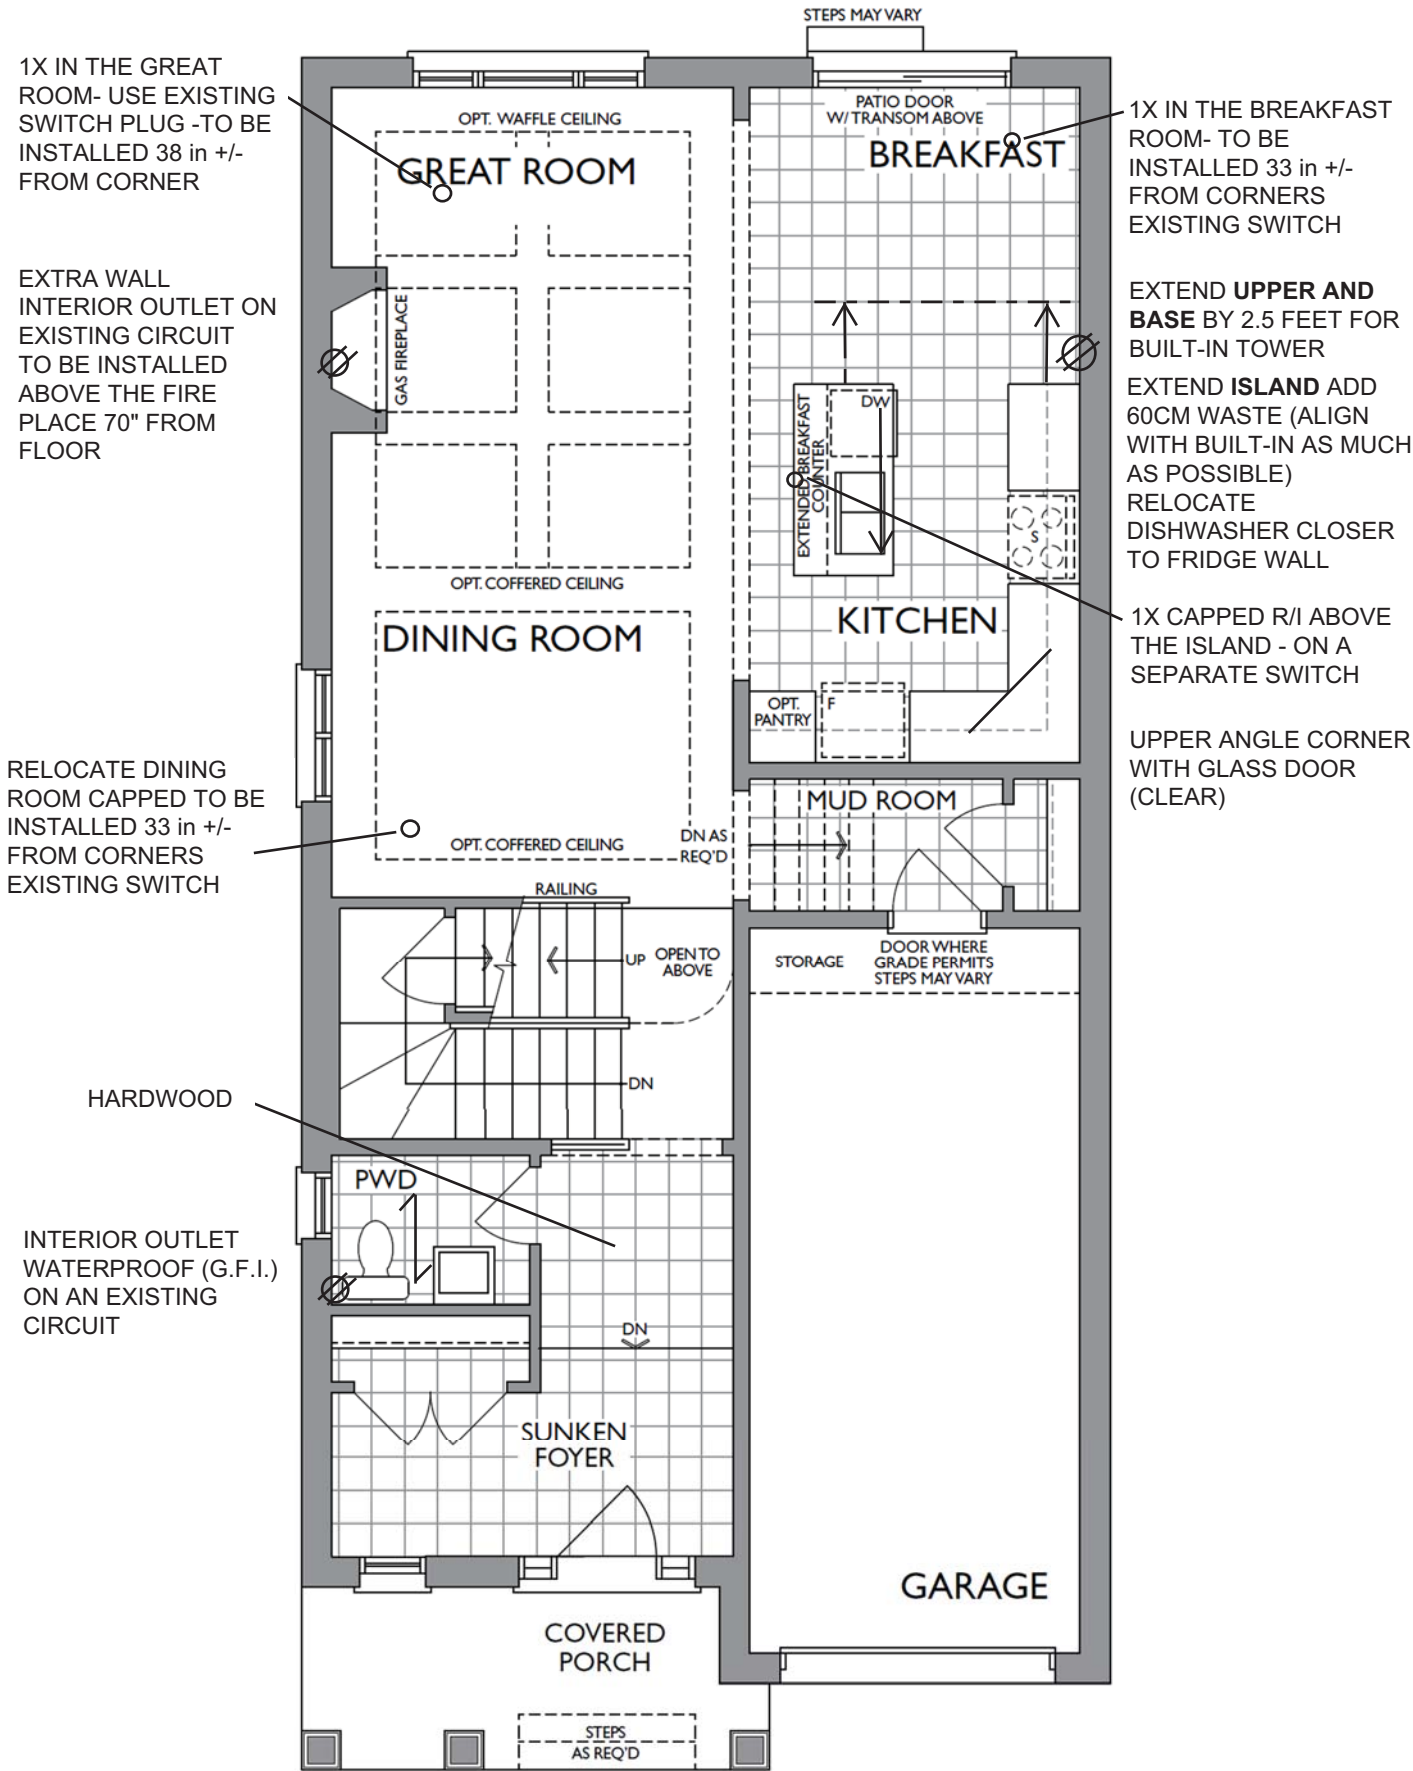 STEPS MAY VARY
1X IN THE GREAT
ROOM- USE EXISTING
SWITCH PLUG -TO BE
INSTALLED 38 in +/-
FROM CORNER
EXTRA WALL
INTERIOR OUTLET ON
EXISTING CIRCUIT
TO BE INSTALLED
ABOVE THE FIRE
PLACE 70" FROM
FLOOR
RELOCATE DINING
ROOM CAPPED TO BE
INSTALLED 33 in +/-
FROM CORNERS
EXISTING SWITCH
HARDWOOD
INTERIOR OUTLET
WATERPROOF (G.F.I.)
ON AN EXISTING
CIRCUIT
OPT. WAFFLE CEILING
GREAT ROOM
GAS FIREPLACE
OPT. COFFERED CEILING
DINING ROOM
OPT. COFFERED CEILING
RAILING
UP
OPEN TO
ABOVE
DN
PWD
DN
SUNKEN
FOYER
COVERED
PORCH
STEPS
AS REQ'D
PATIO DOOR
W/ TRANSOM ABOVE
BREAKFAST
DW
EXTENDED BREAKFAST
COUNTER
S
KITCHEN
OPT.
PANTRY
F
MUD ROOM
DN AS
REQ'D
STORAGE
DOOR WHERE
GRADE PERMITS
STEPS MAY VARY
GARAGE
1X IN THE BREAKFAST
ROOM- TO BE
INSTALLED 33 in +/-
FROM CORNERS
EXISTING SWITCH
EXTEND UPPER AND
BASE BY 2.5 FEET FOR
BUILT-IN TOWER
EXTEND ISLAND ADD
60CM WASTE (ALIGN
WITH BUILT-IN AS MUCH
AS POSSIBLE)
RELOCATE
DISHWASHER CLOSER
TO FRIDGE WALL
1X CAPPED R/I ABOVE
THE ISLAND - ON A
SEPARATE SWITCH
UPPER ANGLE CORNER
WITH GLASS DOOR
(CLEAR)